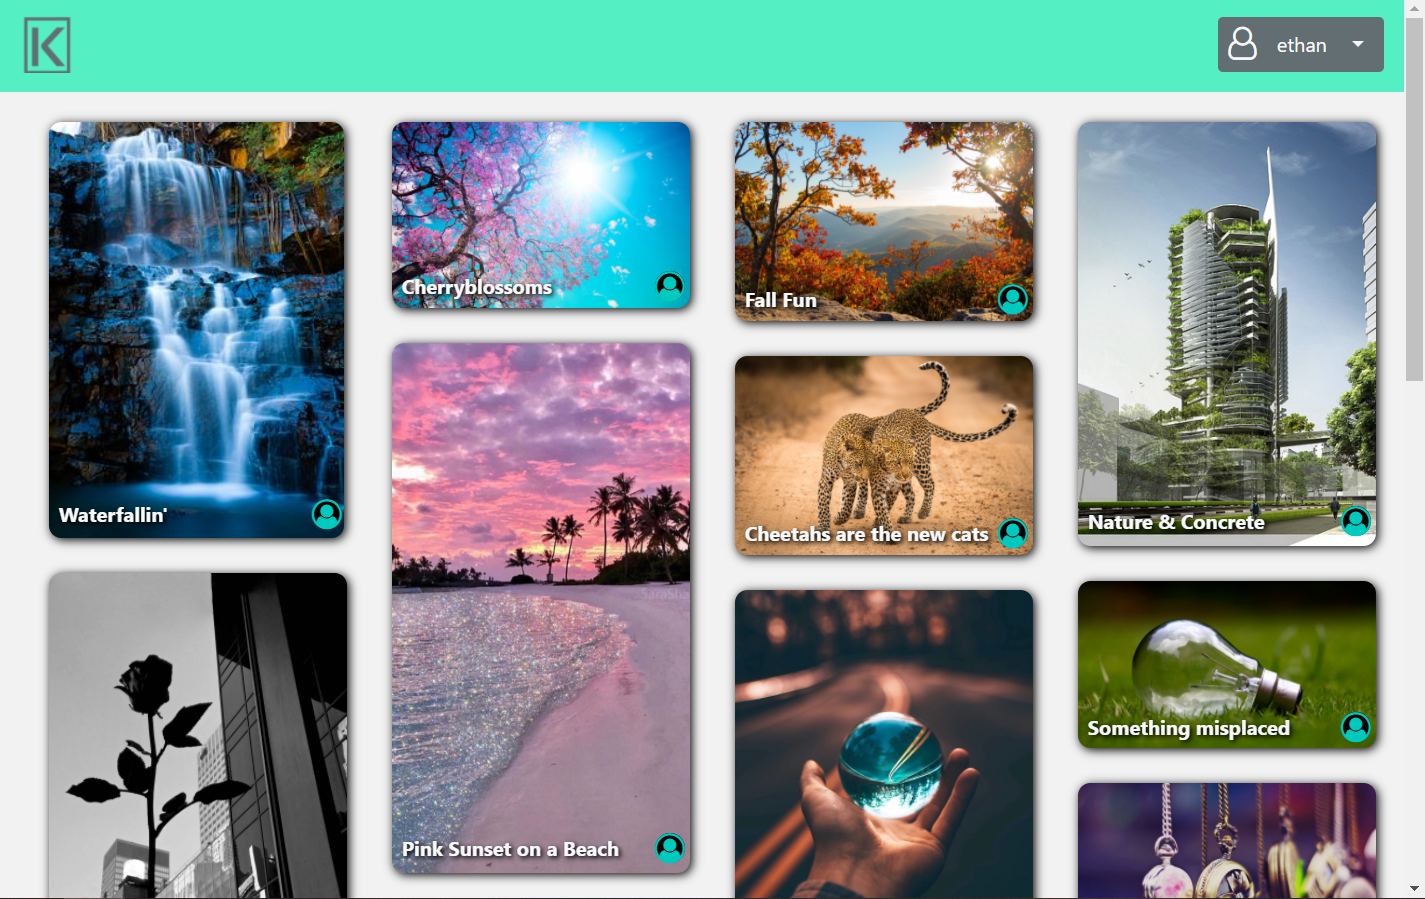 K
ethan
Waterfallin'
Cherryblossoms
Fall Fun
Nature & Concrete
Cheetahs are the new cats
Something misplaced
Pink Sunset on a Beach